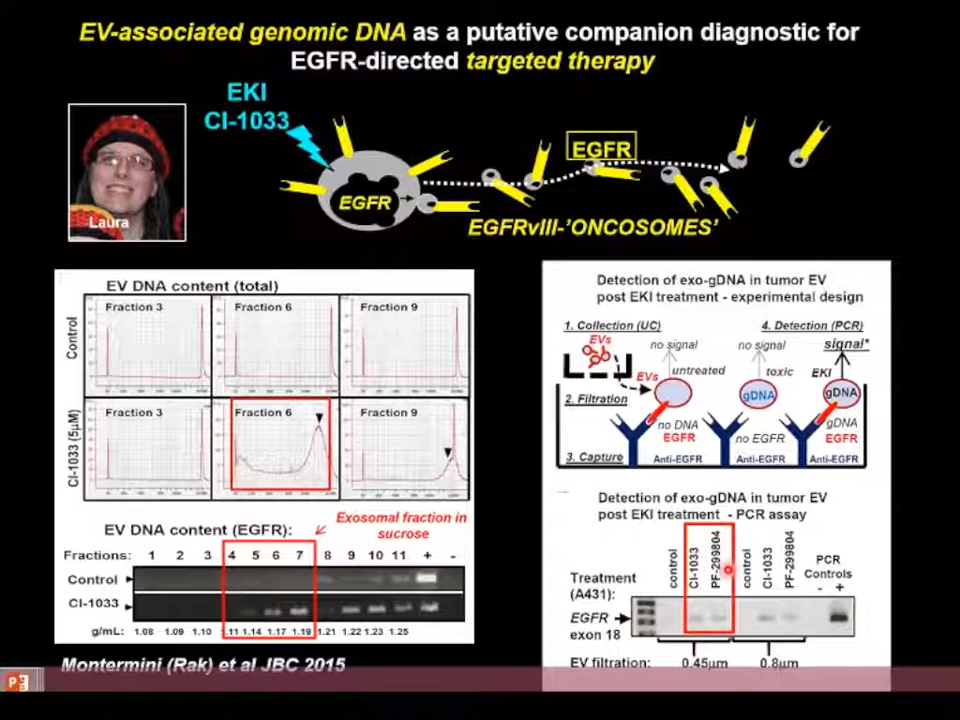 EV-associated genomic DNA as a putative companion diagnostic for
EGFR-directed targeted therapy
EKI
CI-1033
Laura
EGFR
EGFR
EGFRvIII-'ONCOSOMES'
EV DNA content (total)
Control
Fraction 3
Fraction 6
Fraction 9
CI-1033 (5µM)
Fraction 3
Fraction 6
Fraction 9
EV DNA content (EGFR):
Exosomal fraction in
sucrose
Fractions: 1 2 3 4 5 6 7 8 9 10 11 + -
Control
CI-1033
g/mL: 1.08 1.09 1.10 1.11 1.14 1.17 1.19 1.21 1.22 1.23 1.25
Montermini (Rak) et al JBC 2015
Detection of exo-gDNA in tumor EV
post EKI treatment - experimental design
1. Collection (UC)
4. Detection (PCR)
EVs
no signal
no signal
signal*
untreated
toxic
EKI
EVs
gDNA
gDNA
2. Filtration
no DNA
EGFR
no EGFR
gDNA
EGFR
3. Capture
Anti-EGFR
Anti-EGFR
Anti-EGFR
Detection of exo-gDNA in tumor EV
post EKI treatment - PCR assay
Treatment
(A431)
control
CI-1033
PF-299804
control
CI-1033
PF-299804
PCR
Controls
- +
EGFR
exon 18
EV filtration: 0.45µm 0.8µm